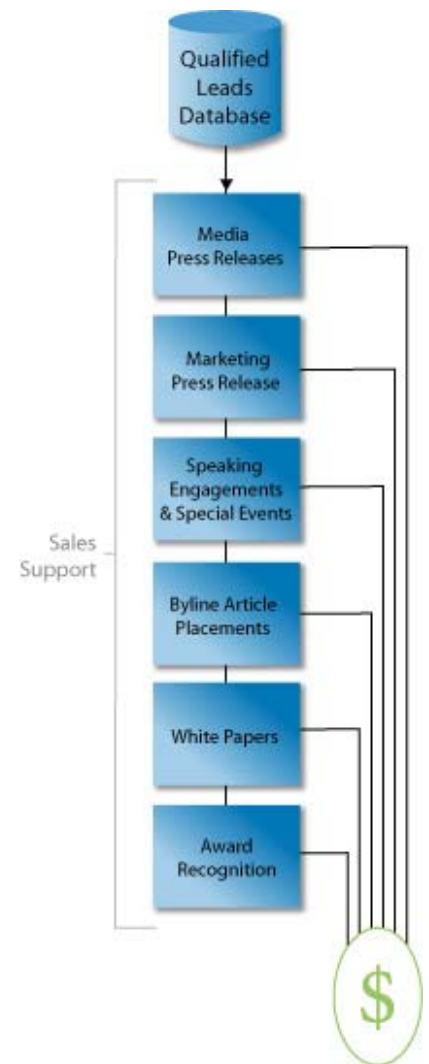 Qualified
Leads
Database
Media
Press Releases
Marketing
Press Release
Speaking
Engagements
& Special Events
Sales
Support
Byline Article
Placements
White Papers
Award
Recognition
$